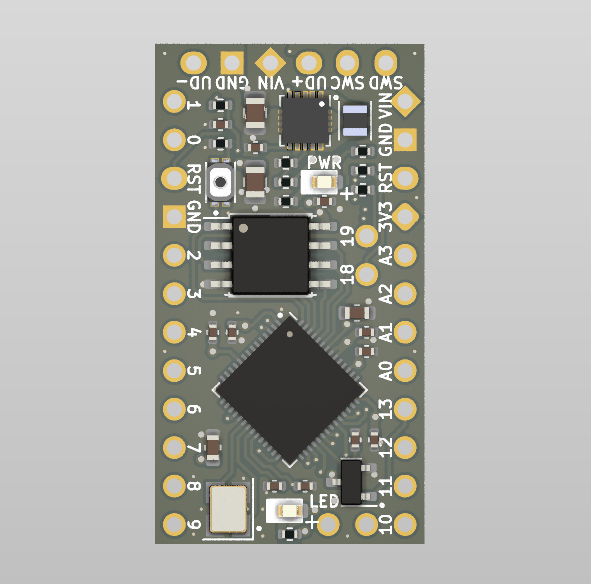 UD- GND VIN UD+ SWC SWD
1
0
RST
GND
2
3
4
5
6
7
8
9
VIN
GND
RST
3V3
A3
A2
A1
A0
13
12
11
10
PWR
+
19
18
LED
+